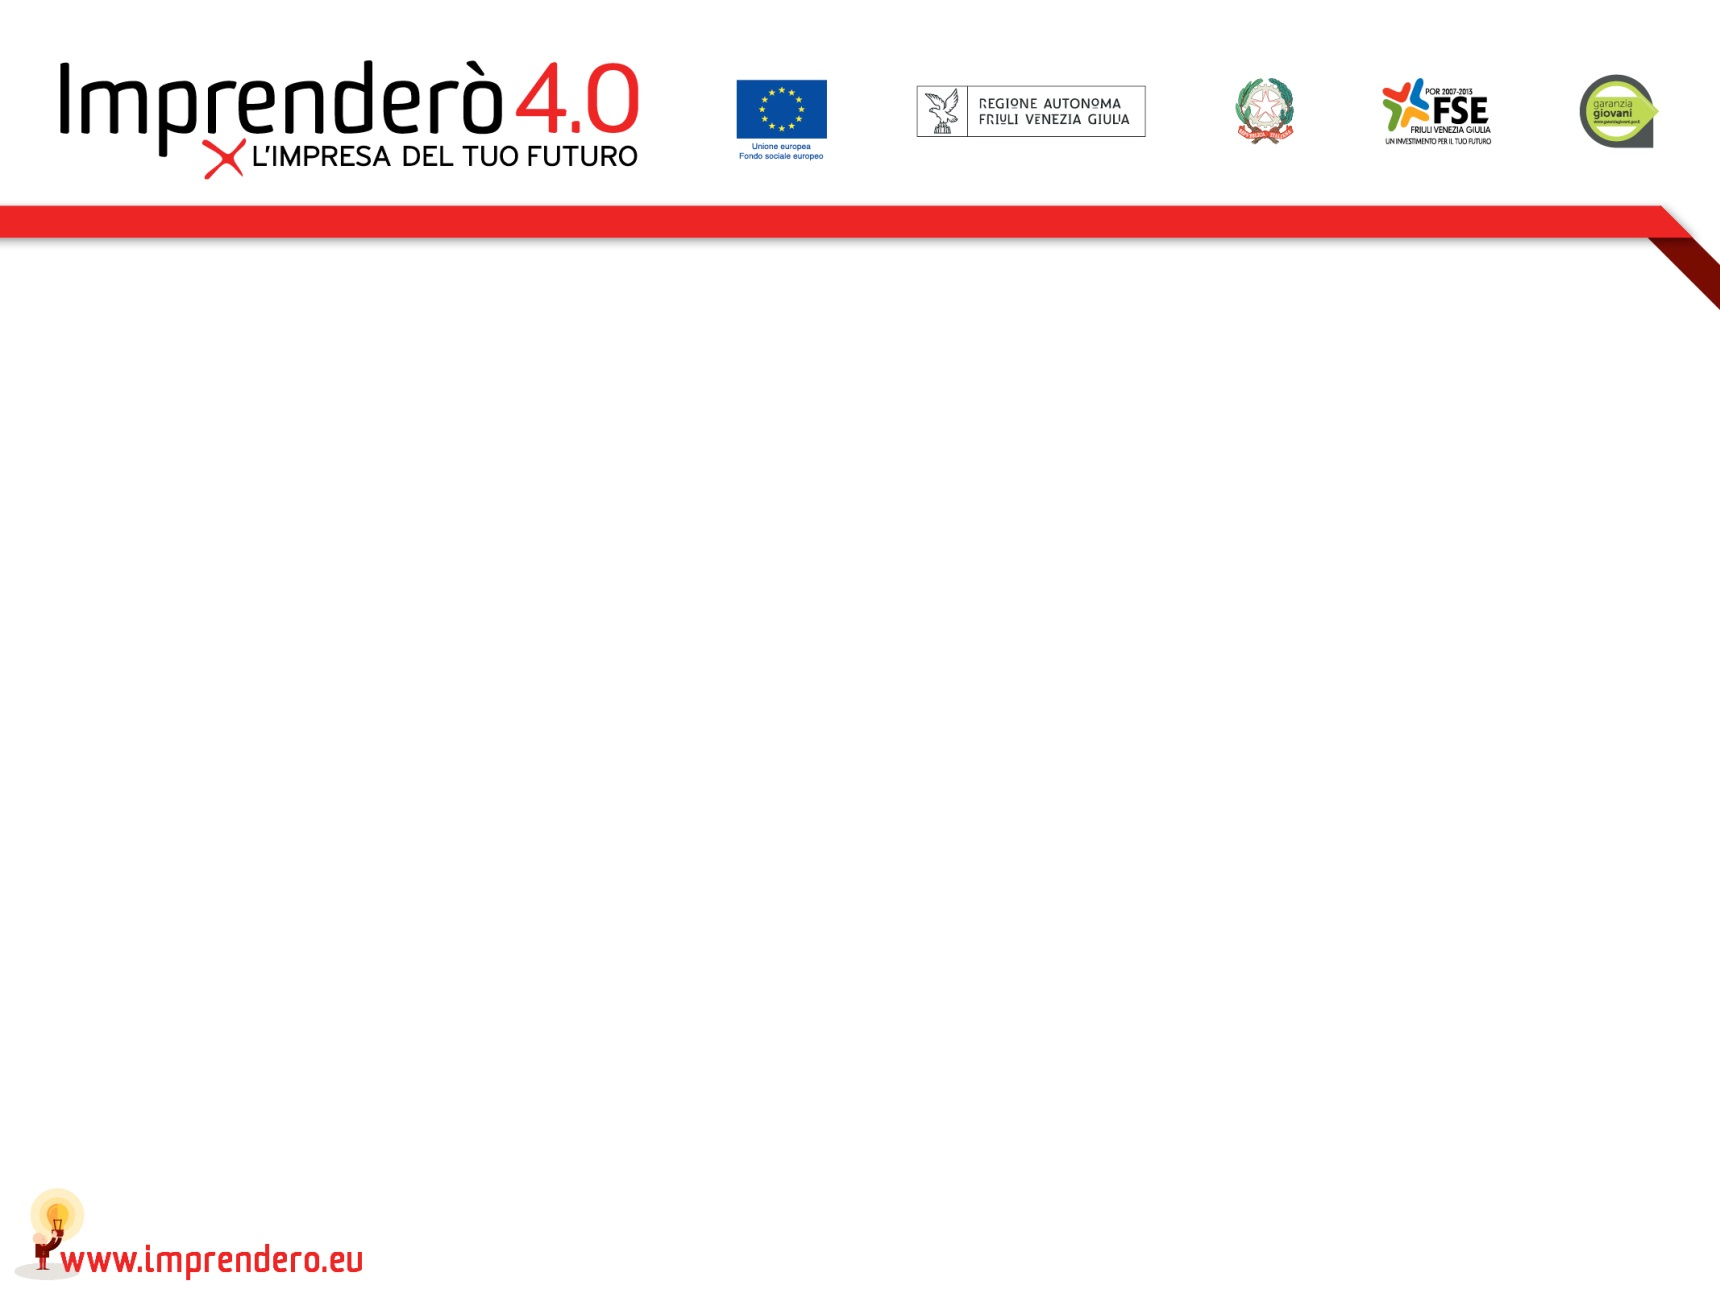 Imprenderò 4.0
L'IMPRESA DEL TUO FUTURO
Unione europea
Fondo sociale europeo
REGIONE AUTONOMA
FRIULI VENEZIA GIULIA
POR 2007-2013
FSE
FRIULI VENEZIA GIULIA
UN INVESTIMENTO PER IL TUO FUTURO
garanzia
giovani
www.imprendero.eu